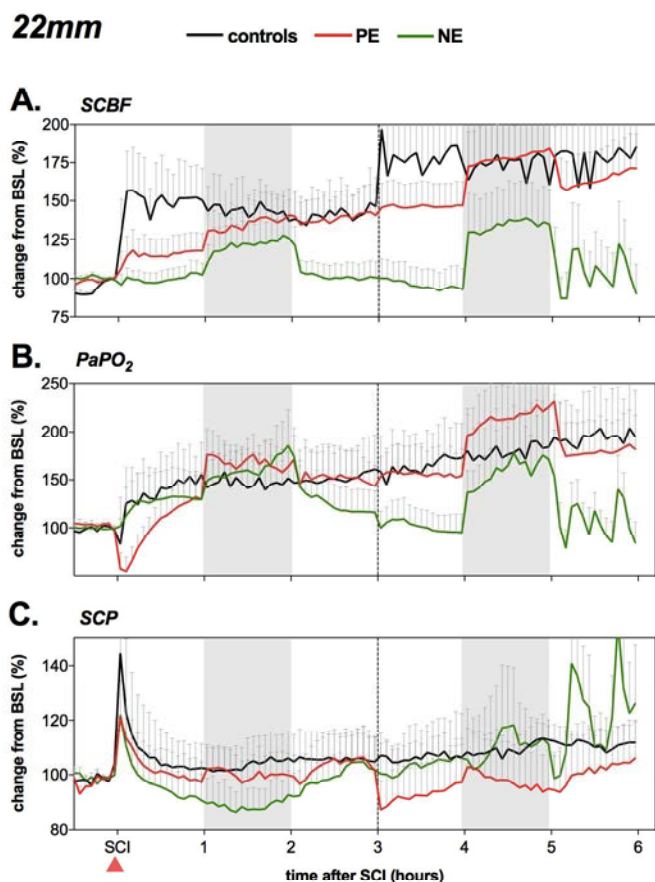 22mm
controls PE NE
A.
SCBF
change from BSL (%)
200
175
150
125
100
75
B.
PaPO2
change from BSL (%)
250
200
150
100
C.
SCP
change from BSL (%)
140
120
100
80
SCI 1 2 3 4 5 6
time after SCI (hours)